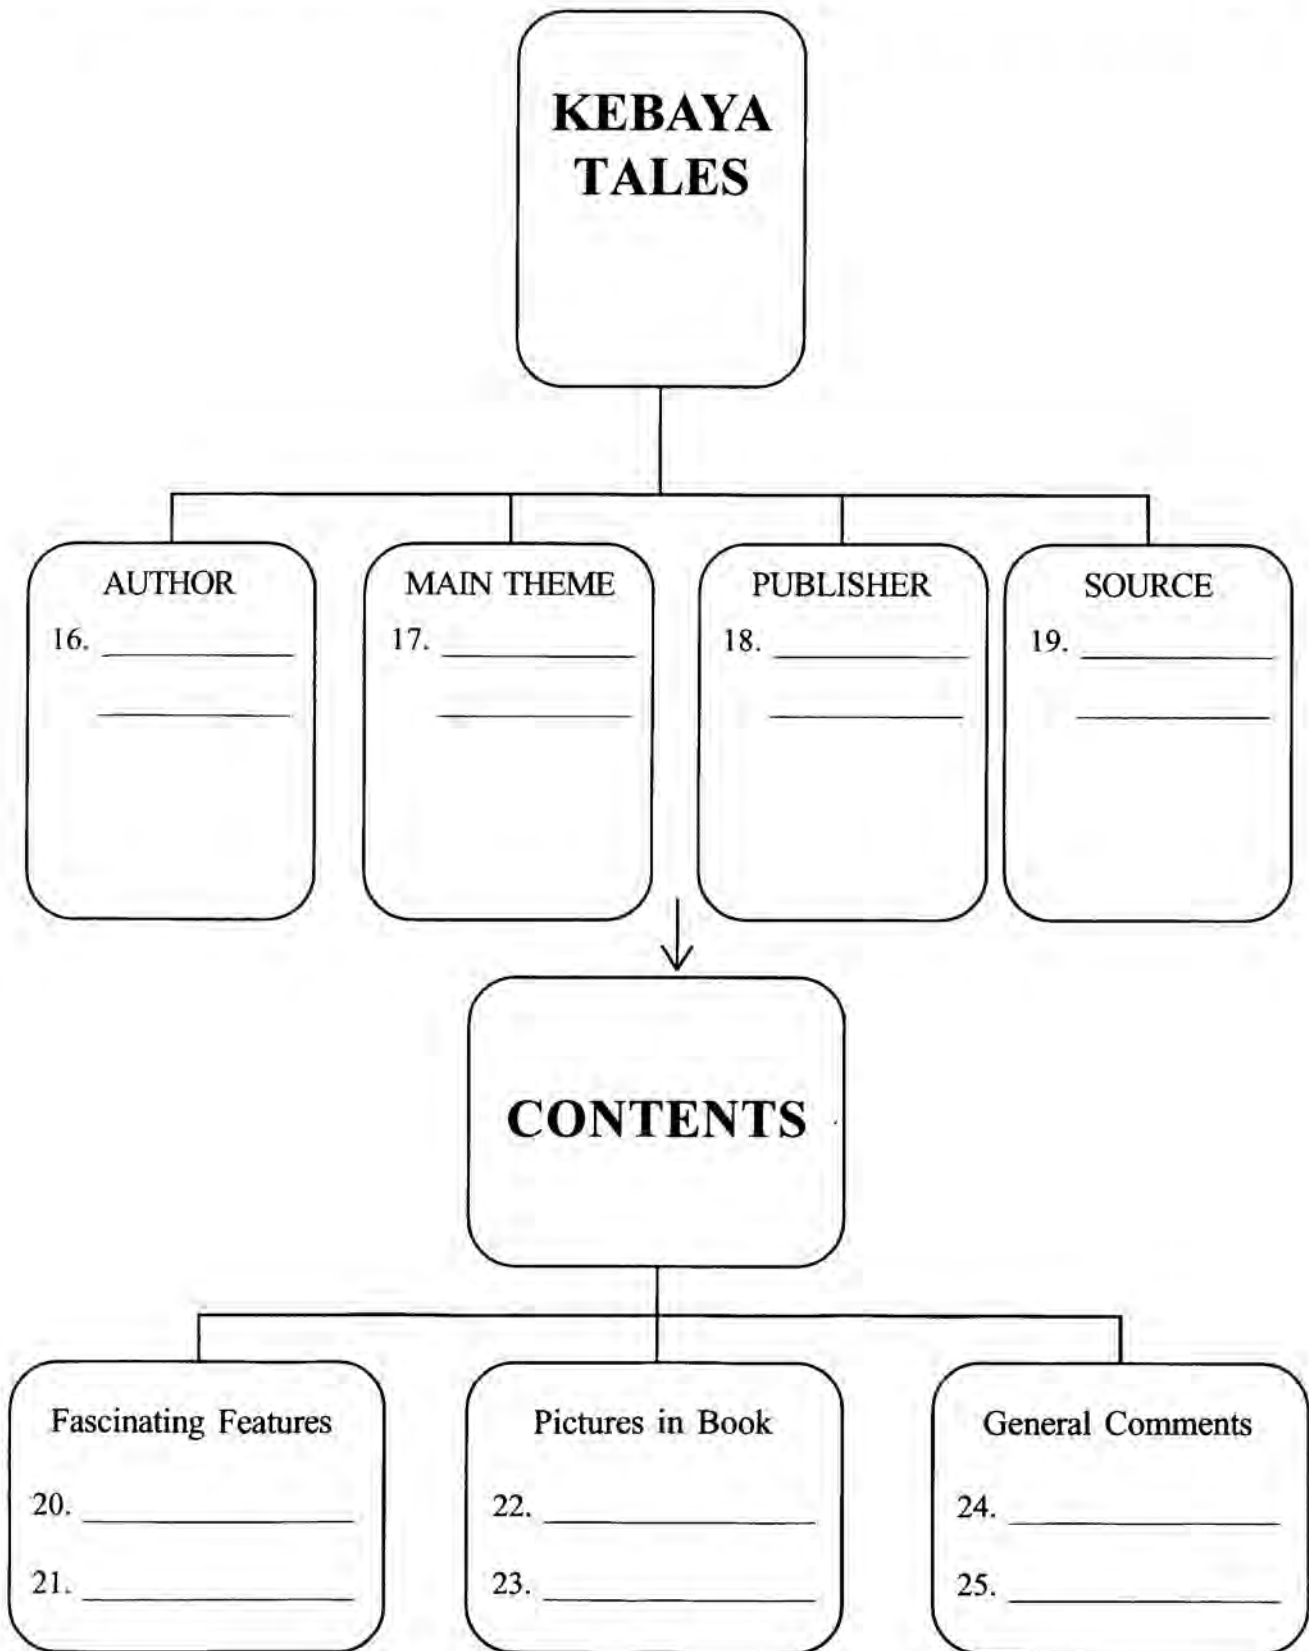 KEBAYA
TALES
AUTHOR
16.
MAIN THEME
17.
PUBLISHER
18.
SOURCE
19.
CONTENTS
Fascinating Features
20.
21.
Pictures in Book
22.
23.
General Comments
24.
25.